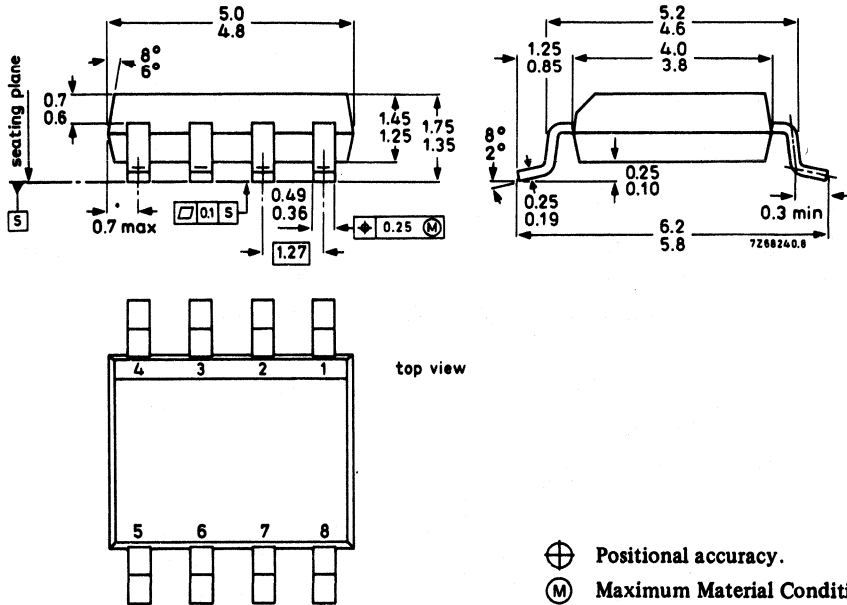 5.0
4.8
8°
6°
seating plane
0.7
0.6
1.45
1.25
1.75
1.35
S
0.7 max
0.1 S
0.49
0.36
0.25 M
1.27
5.2
4.6
1.25
0.85
4.0
3.8
8°
2°
0.25
0.19
0.25
0.10
0.3 min
6.2
5.8
7Z68240.8
4 3 2 1
top view
5 6 7 8
Positional accuracy.
M Maximum Material Conditi